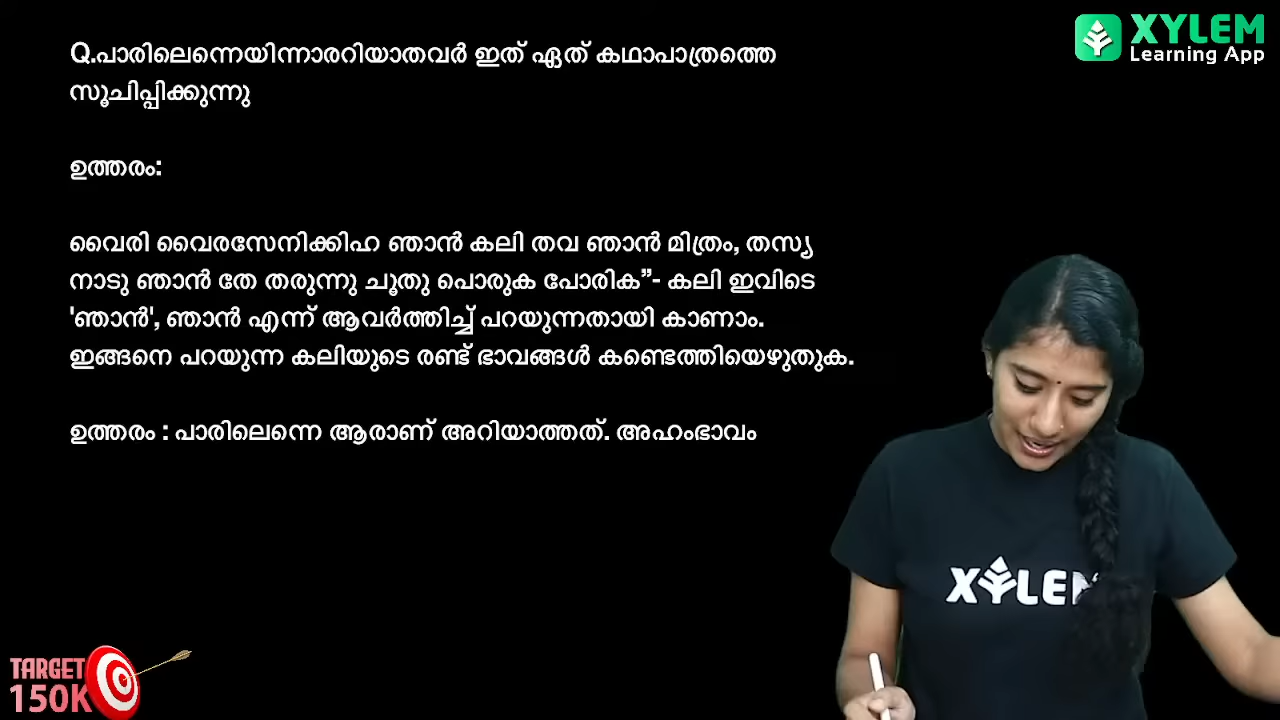 Q.പാരിലെന്നെയിന്നാരറിയാതവർ ഇത് ഏത് കഥാപാത്രത്തെ
സൂചിപ്പിക്കുന്നു
ഉത്തരം:
വൈരി വൈരസേനിക്കിഹ ഞാൻ കലി തവ ഞാൻ മിത്രം, തസ്യ
നാടു ഞാൻ തേ തരുന്നു ചൂതു പൊരുക പോരിക”- കലി ഇവിടെ
'ഞാൻ', ഞാൻ എന്ന് ആവർത്തിച്ച് പറയുന്നതായി കാണാം.
ഇങ്ങനെ പറയുന്ന കലിയുടെ രണ്ട് ഭാവങ്ങൾ കണ്ടെത്തിയെഴുതുക.
ഉത്തരം : പാരിലെന്നെ ആരാണ് അറിയാത്തത്. അഹംഭാവം
XYLEM
Learning App
XYLEM
TARGET
150K